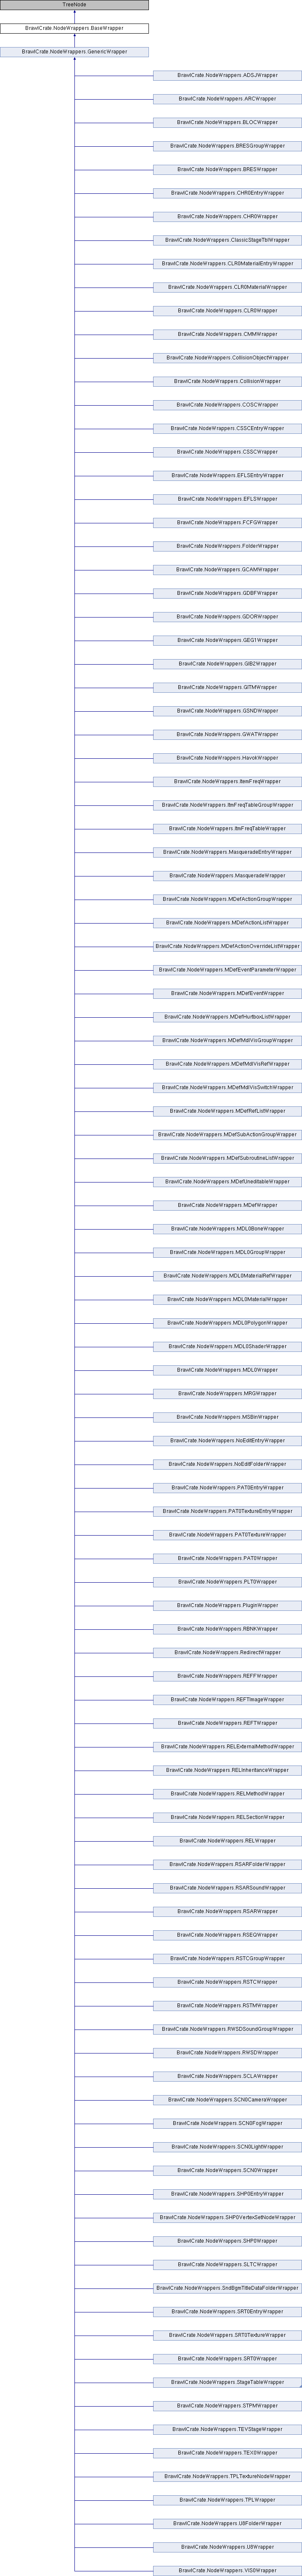 TreeNode
BrawlCrate.NodeWrappers.BaseWrapper
BrawlCrate.NodeWrappers.GenericWrapper
BrawlCrate.NodeWrappers.ADSJWrapper
BrawlCrate.NodeWrappers.ARCWrapper
BrawlCrate.NodeWrappers.BLOCWrapper
BrawlCrate.NodeWrappers.BRESGroupWrapper
BrawlCrate.NodeWrappers.BRESWrapper
BrawlCrate.NodeWrappers.CHR0EntryWrapper
BrawlCrate.NodeWrappers.CHR0Wrapper
BrawlCrate.NodeWrappers.ClassicStageTblWrapper
BrawlCrate.NodeWrappers.CLR0MaterialEntryWrapper
BrawlCrate.NodeWrappers.CLR0MaterialWrapper
BrawlCrate.NodeWrappers.CLR0Wrapper
BrawlCrate.NodeWrappers.CMMWrapper
BrawlCrate.NodeWrappers.CollisionObjectWrapper
BrawlCrate.NodeWrappers.CollisionWrapper
BrawlCrate.NodeWrappers.COSCWrapper
BrawlCrate.NodeWrappers.CSSCEntryWrapper
BrawlCrate.NodeWrappers.CSSCWrapper
BrawlCrate.NodeWrappers.EFLSEntryWrapper
BrawlCrate.NodeWrappers.EFLSWrapper
BrawlCrate.NodeWrappers.FCFGWrapper
BrawlCrate.NodeWrappers.FolderWrapper
BrawlCrate.NodeWrappers.GCAMWrapper
BrawlCrate.NodeWrappers.GDBFWrapper
BrawlCrate.NodeWrappers.GDORWrapper
BrawlCrate.NodeWrappers.GEG1Wrapper
BrawlCrate.NodeWrappers.GIB2Wrapper
BrawlCrate.NodeWrappers.GITMWrapper
BrawlCrate.NodeWrappers.GSNDWrapper
BrawlCrate.NodeWrappers.GWATWrapper
BrawlCrate.NodeWrappers.HavokWrapper
BrawlCrate.NodeWrappers.ItemFreqWrapper
BrawlCrate.NodeWrappers.ItmFreqTableGroupWrapper
BrawlCrate.NodeWrappers.ItmFreqTableWrapper
BrawlCrate.NodeWrappers.MasqueradeEntryWrapper
BrawlCrate.NodeWrappers.MasqueradeWrapper
BrawlCrate.NodeWrappers.MDefActionGroupWrapper
BrawlCrate.NodeWrappers.MDefActionListWrapper
BrawlCrate.NodeWrappers.MDefActionOverrideListWrapper
BrawlCrate.NodeWrappers.MDefEventParameterWrapper
BrawlCrate.NodeWrappers.MDefEventWrapper
BrawlCrate.NodeWrappers.MDefHurtboxListWrapper
BrawlCrate.NodeWrappers.MDefMdlVisGroupWrapper
BrawlCrate.NodeWrappers.MDefMdlVisRefWrapper
BrawlCrate.NodeWrappers.MDefMdlVisSwitchWrapper
BrawlCrate.NodeWrappers.MDefRefListWrapper
BrawlCrate.NodeWrappers.MDefSubActionGroupWrapper
BrawlCrate.NodeWrappers.MDefSubroutineListWrapper
BrawlCrate.NodeWrappers.MDefUneditableWrapper
BrawlCrate.NodeWrappers.MDefWrapper
BrawlCrate.NodeWrappers.MDL0BoneWrapper
BrawlCrate.NodeWrappers.MDL0GroupWrapper
BrawlCrate.NodeWrappers.MDL0MaterialRefWrapper
BrawlCrate.NodeWrappers.MDL0MaterialWrapper
BrawlCrate.NodeWrappers.MDL0PolygonWrapper
BrawlCrate.NodeWrappers.MDL0ShaderWrapper
BrawlCrate.NodeWrappers.MDL0Wrapper
BrawlCrate.NodeWrappers.MRGWrapper
BrawlCrate.NodeWrappers.MSBinWrapper
BrawlCrate.NodeWrappers.NoEditEntryWrapper
BrawlCrate.NodeWrappers.NoEditFolderWrapper
BrawlCrate.NodeWrappers.PAT0EntryWrapper
BrawlCrate.NodeWrappers.PAT0TextureEntryWrapper
BrawlCrate.NodeWrappers.PAT0TextureWrapper
BrawlCrate.NodeWrappers.PAT0Wrapper
BrawlCrate.NodeWrappers.PLT0Wrapper
BrawlCrate.NodeWrappers.PluginWrapper
BrawlCrate.NodeWrappers.RBNKWrapper
BrawlCrate.NodeWrappers.RedirectWrapper
BrawlCrate.NodeWrappers.REFFWrapper
BrawlCrate.NodeWrappers.REFTImageWrapper
BrawlCrate.NodeWrappers.REFTWrapper
BrawlCrate.NodeWrappers.RELExternalMethodWrapper
BrawlCrate.NodeWrappers.RELInheritanceWrapper
BrawlCrate.NodeWrappers.RELMethodWrapper
BrawlCrate.NodeWrappers.RELSectionWrapper
BrawlCrate.NodeWrappers.RELWrapper
BrawlCrate.NodeWrappers.RSARFolderWrapper
BrawlCrate.NodeWrappers.RSARSoundWrapper
BrawlCrate.NodeWrappers.RSARWrapper
BrawlCrate.NodeWrappers.RSEQWrapper
BrawlCrate.NodeWrappers.RSTCGroupWrapper
BrawlCrate.NodeWrappers.RSTCWrapper
BrawlCrate.NodeWrappers.RSTMWrapper
BrawlCrate.NodeWrappers.RWSDSoundGroupWrapper
BrawlCrate.NodeWrappers.RWSDWrapper
BrawlCrate.NodeWrappers.SCLAWrapper
BrawlCrate.NodeWrappers.SCN0CameraWrapper
BrawlCrate.NodeWrappers.SCN0FogWrapper
BrawlCrate.NodeWrappers.SCN0LightWrapper
BrawlCrate.NodeWrappers.SCN0Wrapper
BrawlCrate.NodeWrappers.SHP0EntryWrapper
BrawlCrate.NodeWrappers.SHP0VertexSetNodeWrapper
BrawlCrate.NodeWrappers.SHP0Wrapper
BrawlCrate.NodeWrappers.SLTCWrapper
BrawlCrate.NodeWrappers.SndBgmTitleDataFolderWrapper
BrawlCrate.NodeWrappers.SRT0EntryWrapper
BrawlCrate.NodeWrappers.SRT0TextureWrapper
BrawlCrate.NodeWrappers.SRT0Wrapper
BrawlCrate.NodeWrappers.StageTableWrapper
BrawlCrate.NodeWrappers.STPMWrapper
BrawlCrate.NodeWrappers.TEVStageWrapper
BrawlCrate.NodeWrappers.TEX0Wrapper
BrawlCrate.NodeWrappers.TPLTextureNodeWrapper
BrawlCrate.NodeWrappers.TPLWrapper
BrawlCrate.NodeWrappers.U8FolderWrapper
BrawlCrate.NodeWrappers.U8Wrapper
BrawlCrate.NodeWrappers.VIS0Wrapper